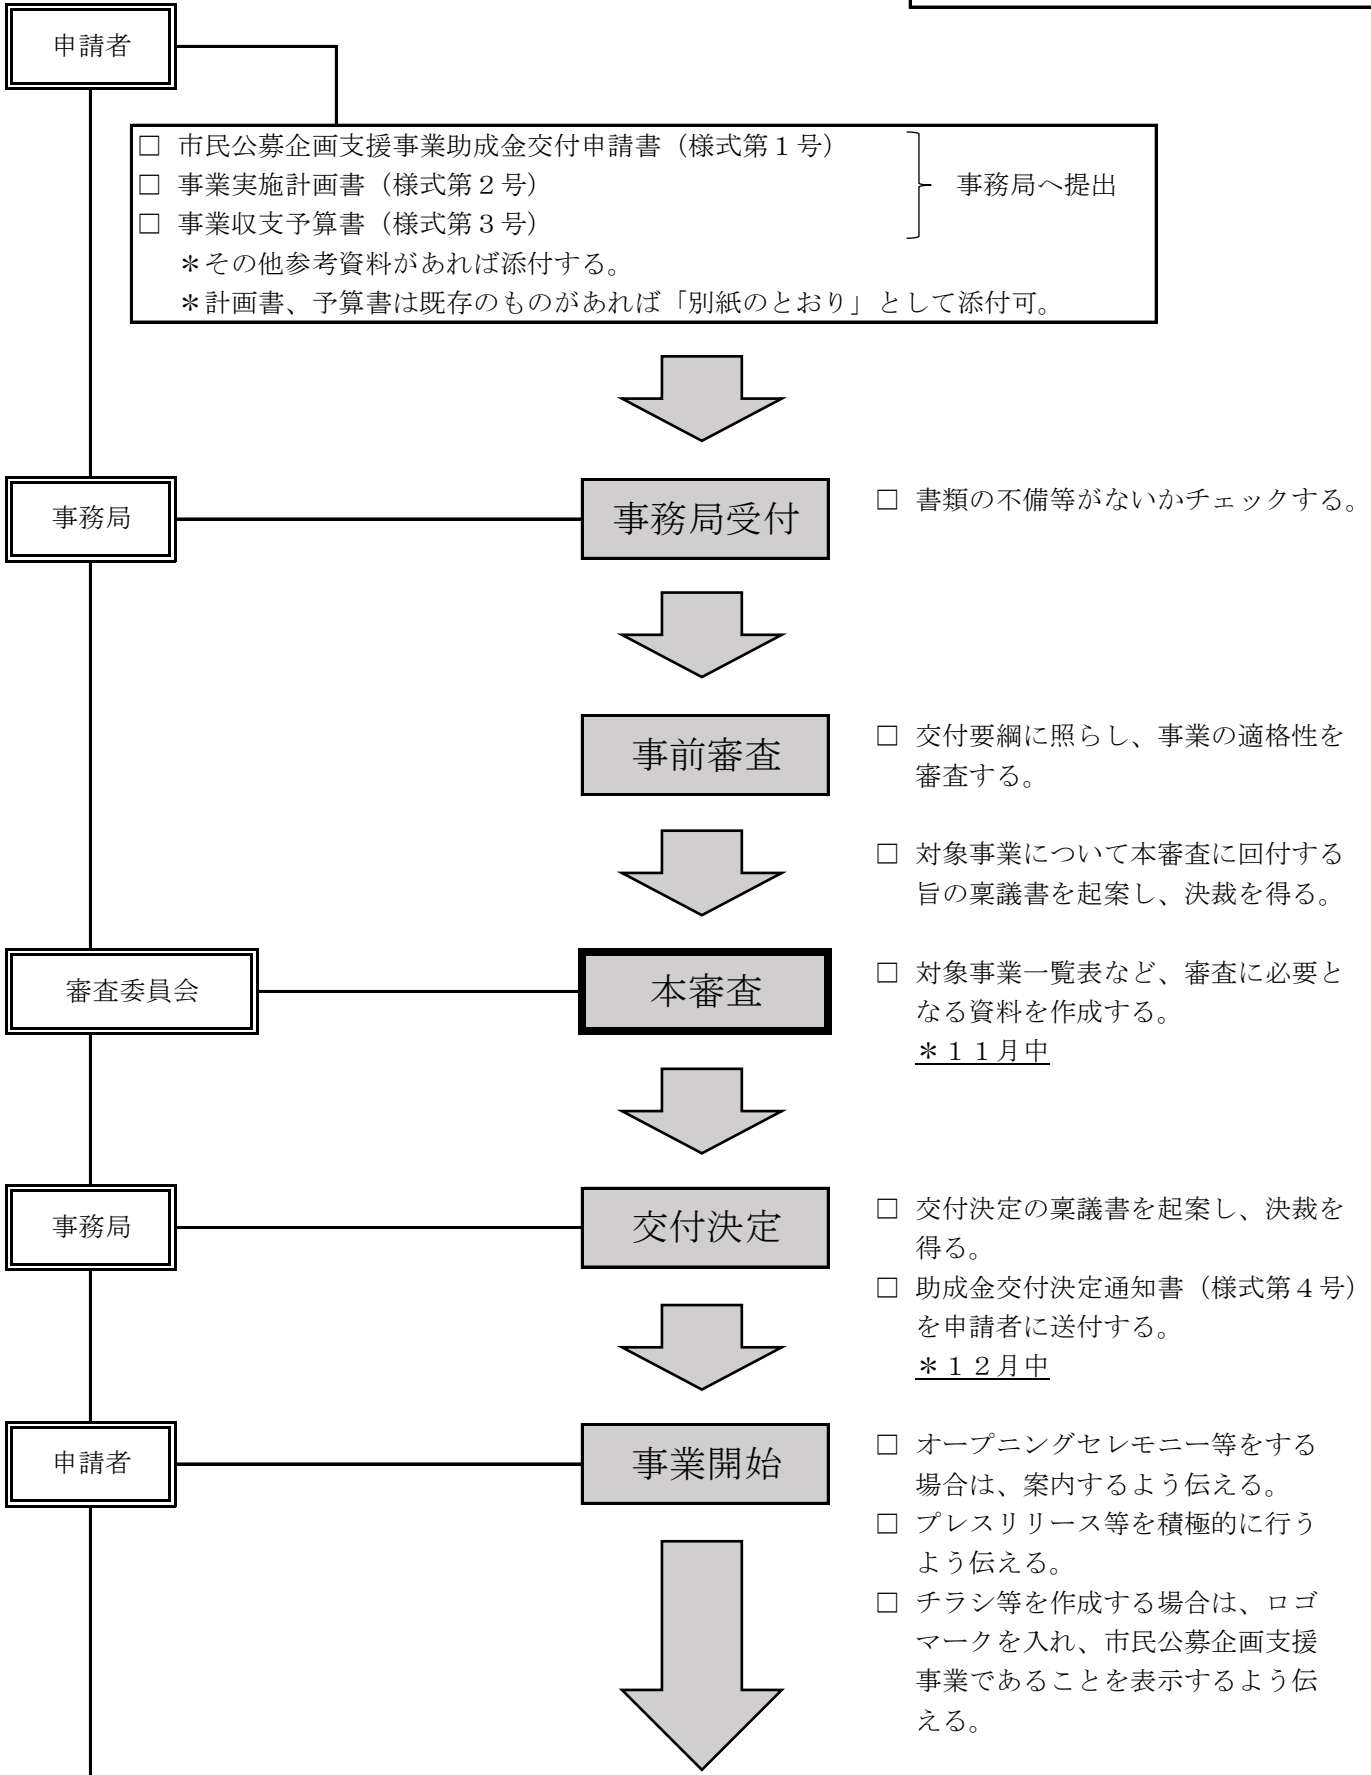 申請者
□ 市民公募企画支援事業助成金交付申請書（様式第１号）
□ 事業実施計画書（様式第２号）
□ 事業収支予算書（様式第３号）
事務局へ提出
＊その他参考資料があれば添付する。
＊計画書、予算書は既存のものがあれば「別紙のとおり」として添付可。
事務局
事務局受付
□ 書類の不備等がないかチェックする。
事前審査
□ 交付要綱に照らし、事業の適格性を
審査する。
□ 対象事業について本審査に回付する
旨の稟議書を起案し、決裁を得る。
審査委員会
本審査
□ 対象事業一覧表など、審査に必要と
なる資料を作成する。
＊１１月中
事務局
交付決定
□ 交付決定の稟議書を起案し、決裁を
得る。
□ 助成金交付決定通知書（様式第４号）
を申請者に送付する。
＊１２月中
申請者
事業開始
□ オープニングセレモニー等をする
場合は、案内するよう伝える。
□ プレスリリース等を積極的に行う
よう伝える。
□ チラシ等を作成する場合は、ロゴ
マークを入れ、市民公募企画支援
事業であることを表示するよう伝
える。